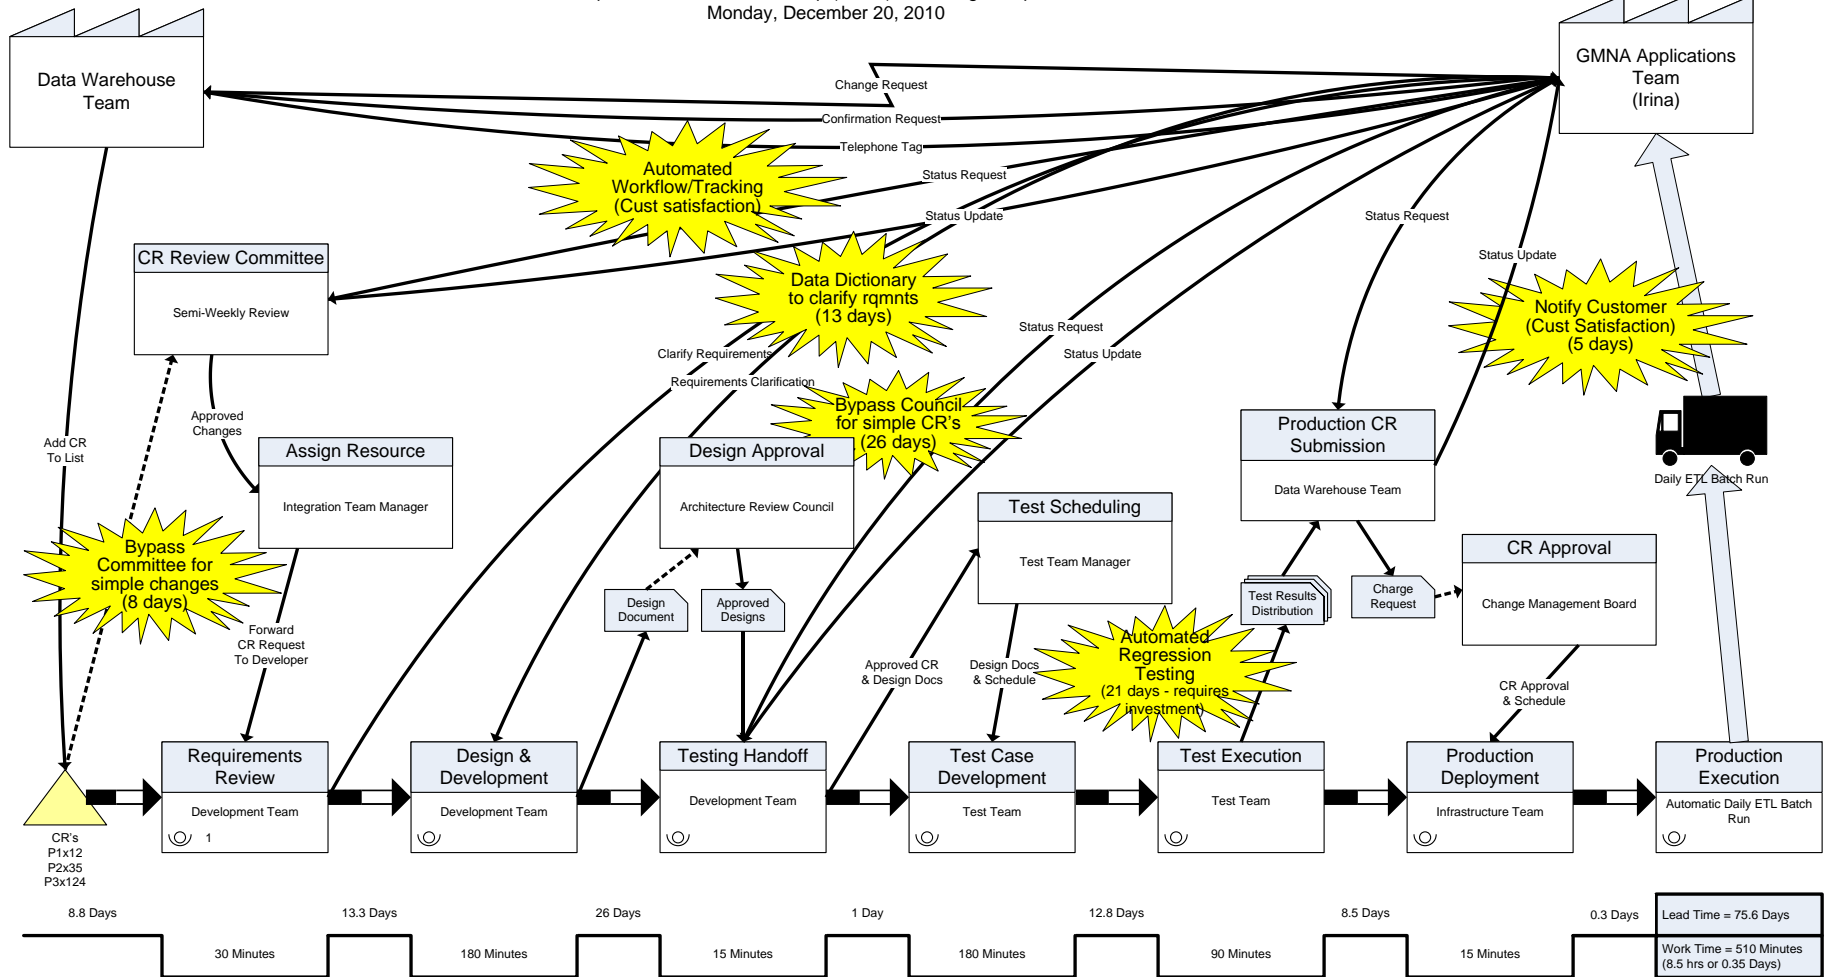 Monday, December 20, 2010
Data Warehouse
Team
GMNA Applications
Team
(Irina)
Change Request
Confirmation Request
Telephone Tag
Status Request
Status Update
Automated
Workflow/Tracking
(Cust satisfaction)
Status Request
Status Update
CR Review Committee
Semi-Weekly Review
Data Dictionary
to clarify rqmnts
(13 days)
Notify Customer
(Cust Satisfaction)
(5 days)
Status Request
Status Update
Clarify Requirements
Requirements Clarification
Bypass Council
for simple CR's
(26 days)
Approved
Changes
Add CR
To List
Assign Resource
Integration Team Manager
Design Approval
Architecture Review Council
Production CR
Submission
Data Warehouse Team
Daily ETL Batch Run
Test Scheduling
Test Team Manager
CR Approval
Change Management Board
Bypass
Committee for
simple changes
(8 days)
Design
Document
Approved
Designs
Test Results
Distribution
Charge
Request
Forward
CR Request
To Developer
Approved CR
& Design Docs
Design Docs
& Schedule
Automated
Regression
Testing
(21 days - requires
investment)
CR Approval
& Schedule
Requirements
Review
Development Team
1
Design &
Development
Development Team
Testing Handoff
Development Team
Test Case
Development
Test Team
Test Execution
Test Team
Production
Deployment
Infrastructure Team
Production
Execution
Automatic Daily ETL Batch
Run
CR's
P1x12
P2x35
P3x124
8.8 Days
13.3 Days
26 Days
1 Day
12.8 Days
8.5 Days
0.3 Days
Lead Time = 75.6 Days
30 Minutes
180 Minutes
15 Minutes
180 Minutes
90 Minutes
15 Minutes
Work Time = 510 Minutes
(8.5 hrs or 0.35 Days)